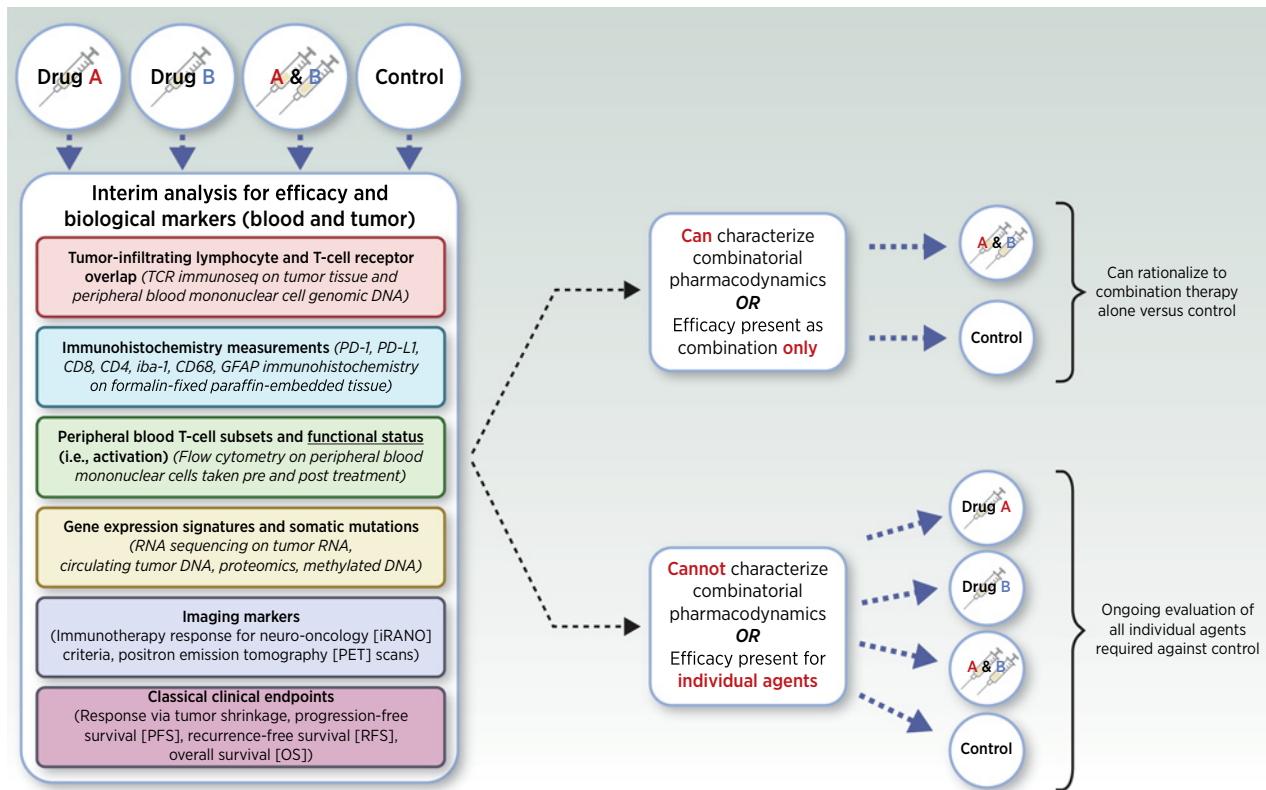 Drug A
Drug B
A & B
Control
Interim analysis for efficacy and
biological markers (blood and tumor)
Tumor-infiltrating lymphocyte and T-cell receptor
overlap (TCR immunoseq on tumor tissue and
peripheral blood mononuclear cell genomic DNA)
Immunohistochemistry measurements (PD-1, PD-L1,
CD8, CD4, iba-1, CD68, GFAP immunohistochemistry
on formalin-fixed paraffin-embedded tissue)
Peripheral blood T-cell subsets and functional status
(i.e., activation) (Flow cytometry on peripheral blood
mononuclear cells taken pre and post treatment)
Gene expression signatures and somatic mutations
(RNA sequencing on tumor RNA,
circulating tumor DNA, proteomics, methylated DNA)
Imaging markers
(Immunotherapy response for neuro-oncology [iRANO]
criteria, positron emission tomography [PET] scans)
Classical clinical endpoints
(Response via tumor shrinkage, progression-free
survival [PFS], recurrence-free survival [RFS],
overall survival [OS])
Can characterize
combinatorial
pharmacodynamics
OR
Efficacy present as
combination only
A & B
Control
Can rationalize to
combination therapy
alone versus control
Cannot characterize
combinatorial
pharmacodynamics
OR
Efficacy present for
individual agents
Drug A
Drug B
A & B
Control
Ongoing evaluation of
all individual agents
required against control